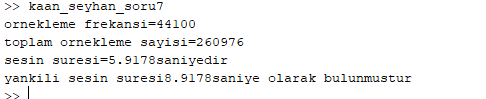 >> kaan_seyhan_soru7
ornekleme frekansi=44100
toplam ornekleme sayisi=260976
sesin suresi=5.9178saniyedir
yankili sesin suresi8.9178saniye olarak bulunmustur
>>